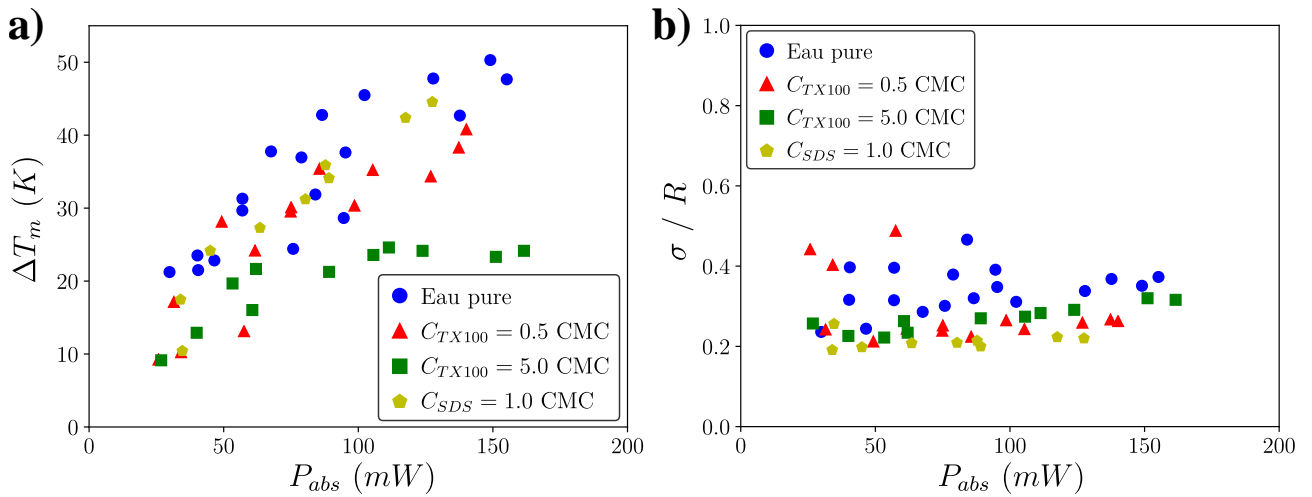 a)
50
40
30
20
10
0
ΔT_m (K)
0 50 100 150 200
P_abs (mW)
Eau pure
C_TX100 = 0.5 CMC
C_TX100 = 5.0 CMC
C_SDS = 1.0 CMC
b)
1.0
0.8
0.6
0.4
0.2
0.0
σ / R
0 50 100 150 200
P_abs (mW)
Eau pure
C_TX100 = 0.5 CMC
C_TX100 = 5.0 CMC
C_SDS = 1.0 CMC